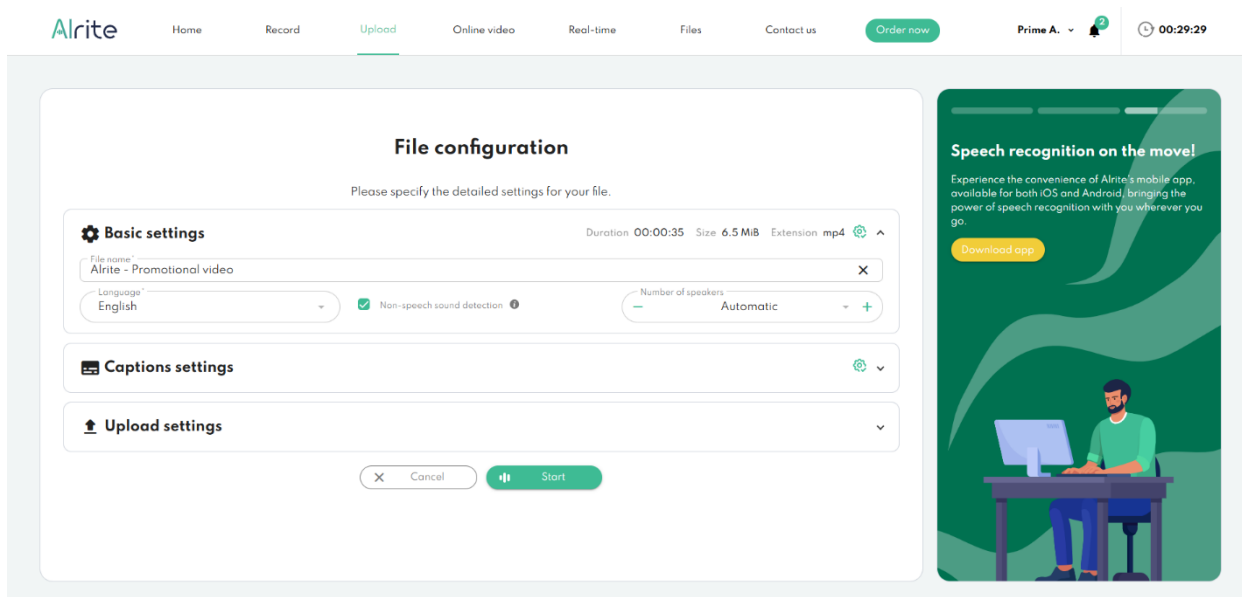 Alrite
Home Record Upload Online video Real-time Files Contact us Order now Prime A. 2 00:29:29
File configuration
Please specify the detailed settings for your file.
Basic settings Duration 00:00:35 Size 6.5 MiB Extension mp4
File name*
Alrite - Promotional video
Language* Number of speakers
English Non-speech sound detection Automatic
Captions settings
Upload settings
Cancel Start
Speech recognition on the move!
Experience the convenience of Alrite's mobile app,
available for both iOS and Android, bringing the
power of speech recognition with you wherever you
go.
Download app